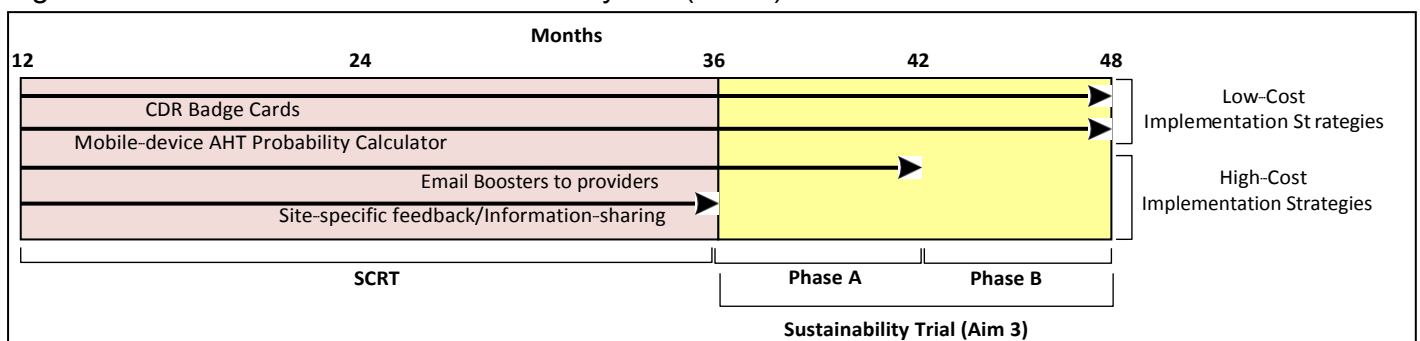 Months
12 24 36 42 48
CDR Badge Cards
Mobile-device AHT Probability Calculator
Email Boosters to providers
Site-specific feedback/Information-sharing
Low-Cost
Implementation Strategies
High-Cost
Implementation Strategies
SCRT Phase A Phase B
Sustainability Trial (Aim 3)